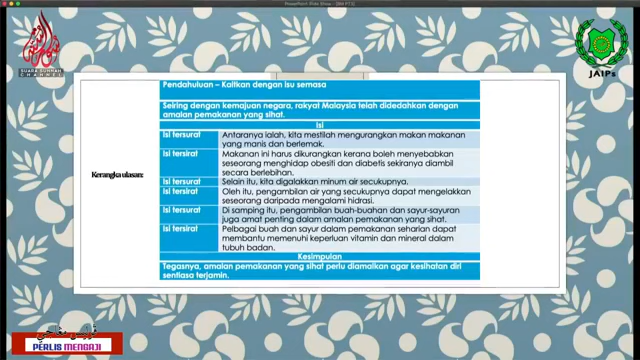 PowerPoint Slide Show - [BM PT3]
SUARA SUNNAH
CHANNEL
JAIPs
Pendahuluan – Kaitkan dengan isu semasa
Seiring dengan kemajuan negara, rakyat Malaysia telah didedahkan dengan
amalan pemakanan yang sihat.
Isi
Isi tersurat
Antaranya ialah, kita mestilah mengurangkan makan makanan
yang manis dan berlemak.
Isi tersirat
Makanan ini harus dikurangkan kerana boleh menyebabkan
seseorang menghidap obesiti dan diabetis sekiranya diambil
secara berlebihan.
Kerangka ulasan:
Isi tersurat
Selain itu, kita digalakkan minum air secukupnya.
Isi tersirat
Oleh itu, pengambilan air yang secukupnya dapat mengelakkan
seseorang daripada mengalami hidrasi.
Isi tersurat
Di samping itu, pengambilan buah-buahan dan sayur-sayuran
juga amat penting dalam amalan pemakanan yang sihat.
Isi tersirat
Pelbagai buah dan sayur dalam pemakanan seharian dapat
membantu memenuhi keperluan vitamin dan mineral dalam
tubuh badan.
Kesimpulan
Tegasnya, amalan pemakanan yang sihat perlu diamalkan agar kesihatan diri
sentiasa terjamin.
PERLIS MENGAJI